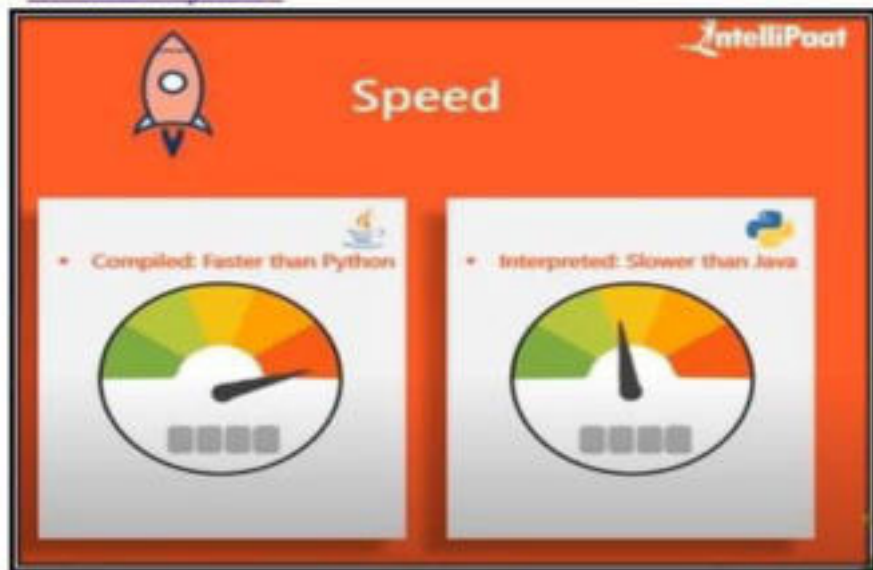 IntelliPaat
Speed
• Compiled: Faster than Python
• Interpreted: Slower than Java